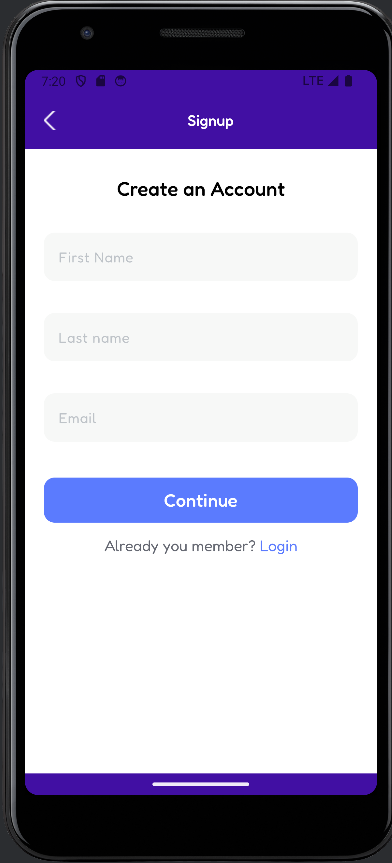 7:20 LTE
Signup
Create an Account
First Name
Last name
Email
Continue
Already you member? Login